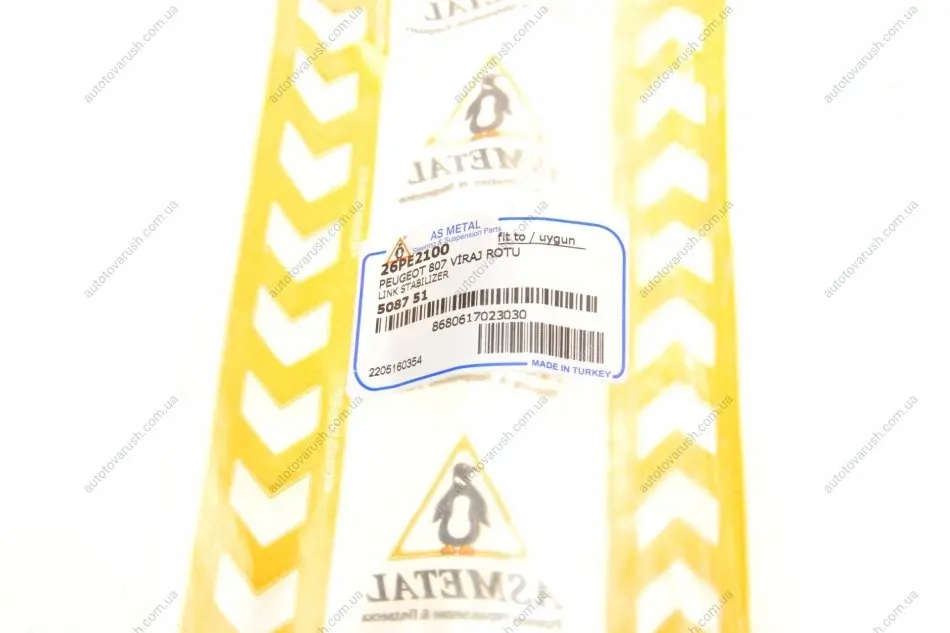 ASMETAL
AS METAL
Steering & Suspension Parts
fit to / uygun
26PE2100
PEUGEOT 807 VİRAJ ROTU
LINK STABILIZER
5087 51
8680617023030
2205160354
MADE IN TURKEY
ASMETAL
ASMETAL
autotovarush.com.ua